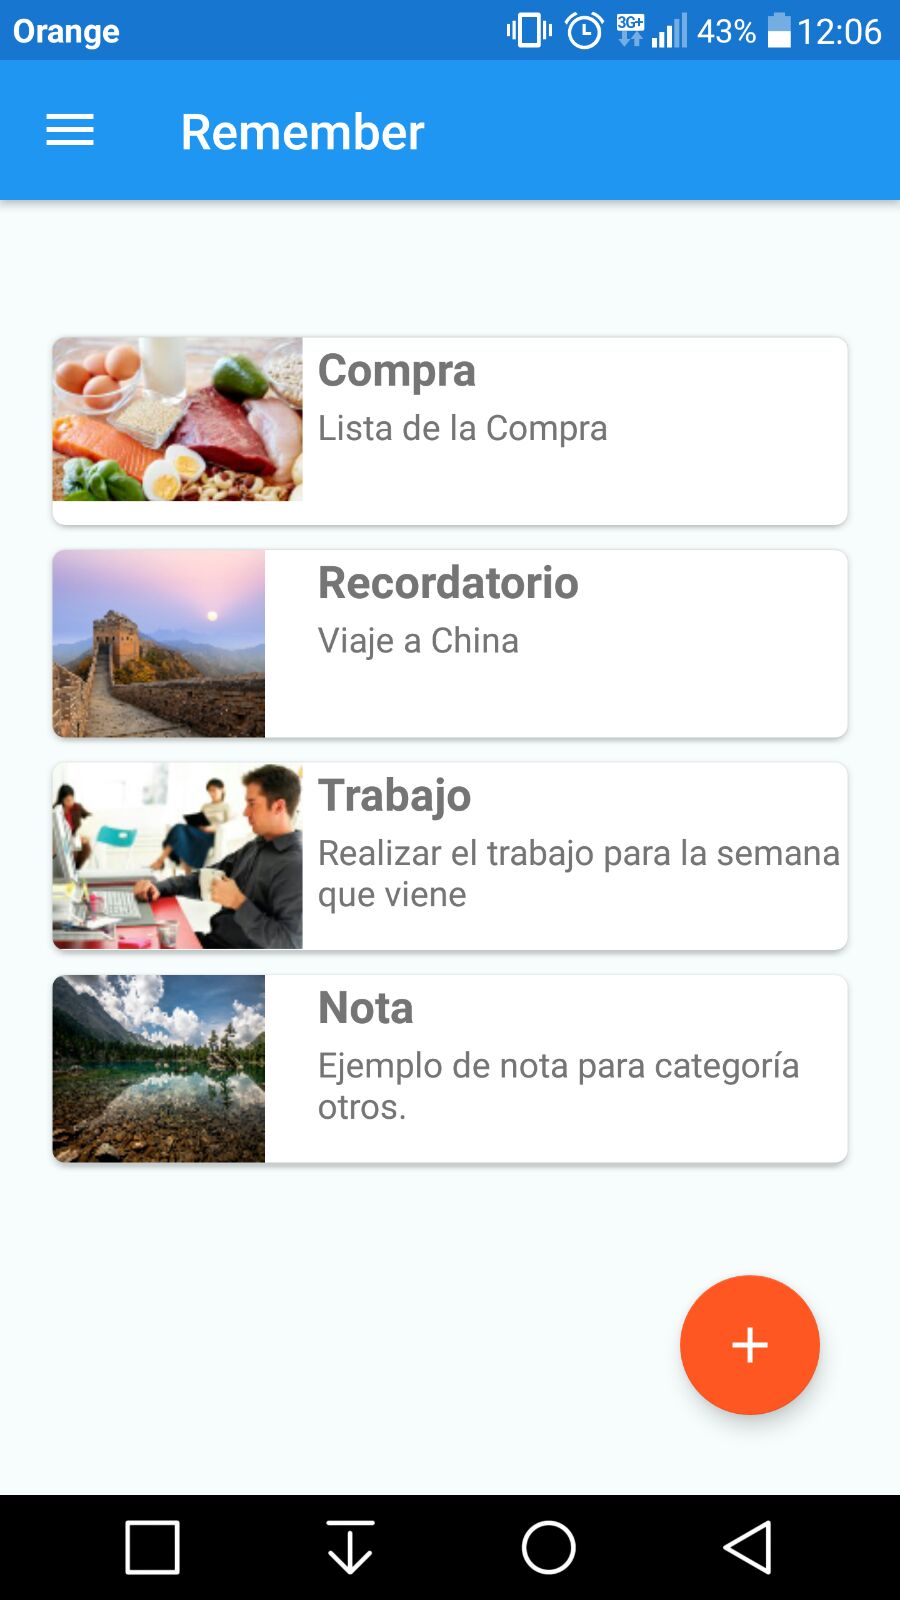 Orange 3G+ 43% 12:06
Remember
Compra
Lista de la Compra
Recordatorio
Viaje a China
Trabajo
Realizar el trabajo para la semana
que viene
Nota
Ejemplo de nota para categoría
otros.